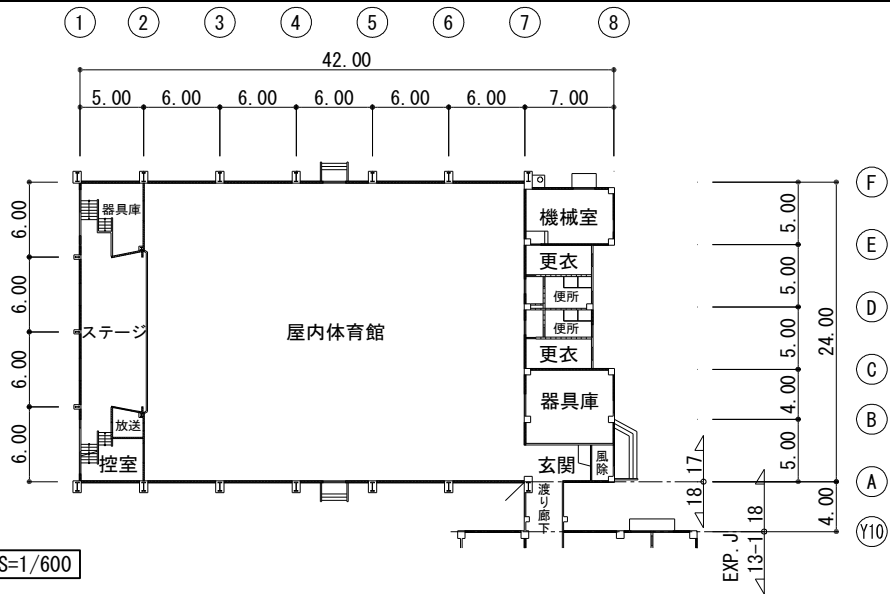 1 2 3 4 5 6 7 8
42.00
5.00 6.00 6.00 6.00 6.00 6.00 7.00
F
E
D
C
B
A
Y10
6.00
6.00
6.00
6.00
5.00
5.00
5.00
4.00
5.00
24.00
4.00
器具庫
ステージ
放送
控室
屋内体育館
機械室
更衣
便所
便所
更衣
器具庫
玄関
風除
渡り廊下
18 17
13-1 18
EXP.J
S=1/600